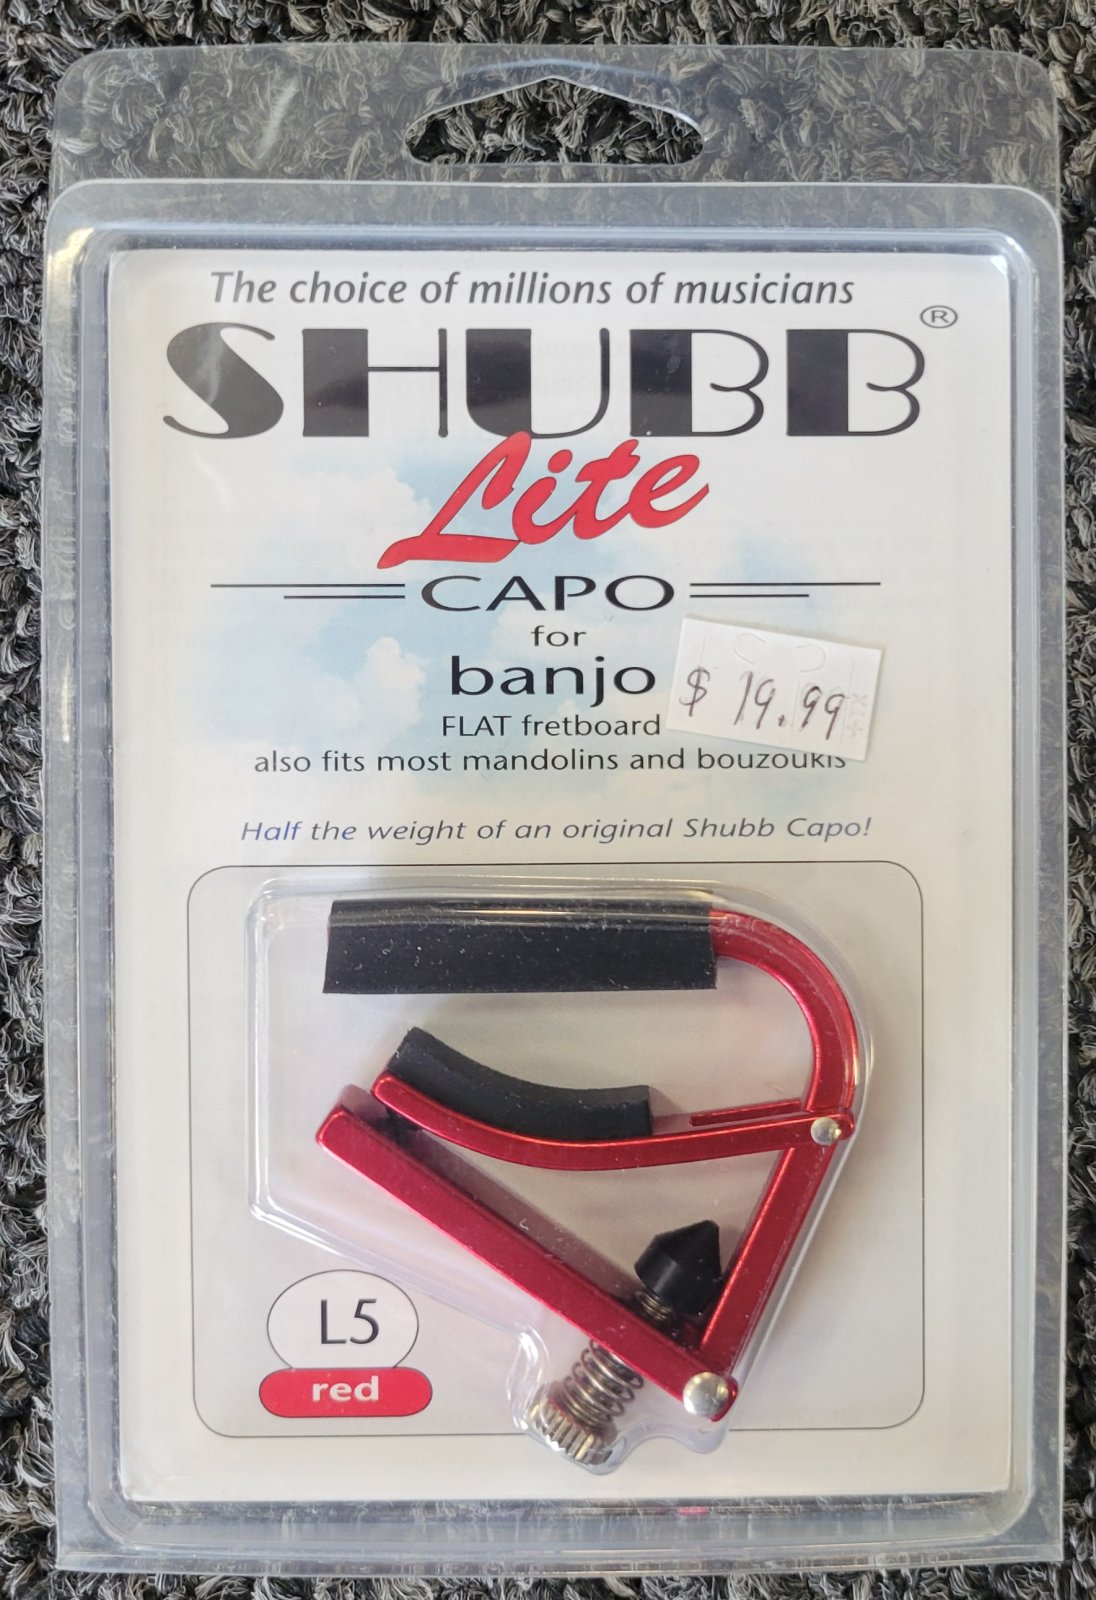 The choice of millions of musicians
SHUBB®
Lite
CAPO
for
banjo
$ 19.99
FLAT fretboard
also fits most mandolins and bouzoukis
Half the weight of an original Shubb Capo!
L5
red